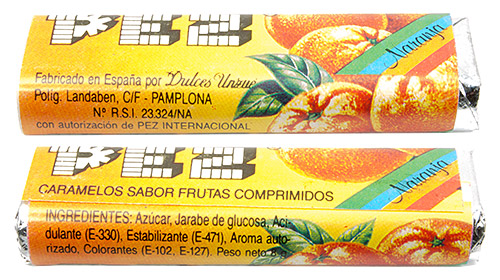 PEZ
Naranja
Fabricado en España por Dulces Unzue
Polig. Landaben, C/F - PAMPLONA
Nº R.S.I. 23.324/NA
con autorización de PEZ INTERNACIONAL
PEZ
Naranja
CARAMELOS SABOR FRUTAS COMPRIMIDOS
INGREDIENTES: Azúcar, Jarabe de glucosa, Aci-
dulante (E-330), Estabilizante (E-471), Aroma auto-
rizado, Colorantes (E-102, E-127). Peso neto 8 g.